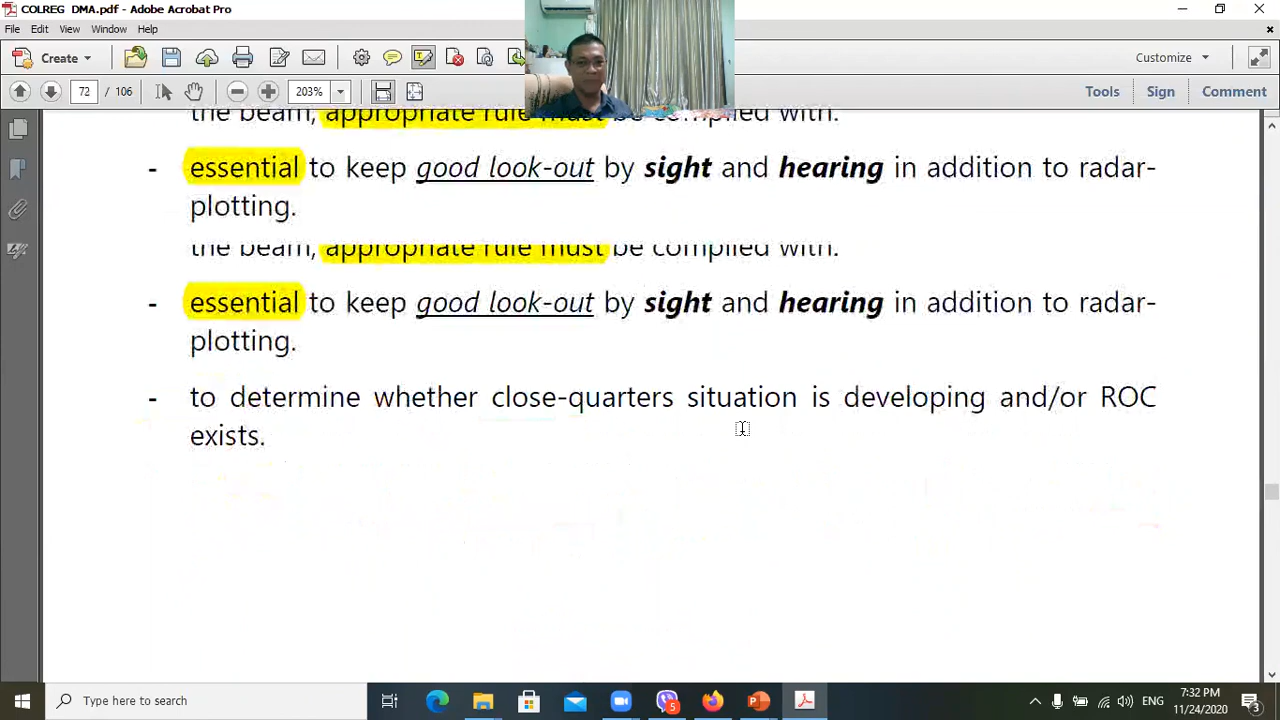 COLREG DMA.pdf - Adobe Acrobat Pro
File Edit View Window Help
Create Customize
72 / 106 203% Tools Sign Comment
the beam, appropriate rule must be compiled with.
- essential to keep good look-out by sight and hearing in addition to radar-
plotting.
the beam, appropriate rule must be compiled with.
- essential to keep good look-out by sight and hearing in addition to radar-
plotting.
- to determine whether close-quarters situation is developing and/or ROC
exists.
Type here to search 5 ENG 7:32 PM
11/24/2020 3